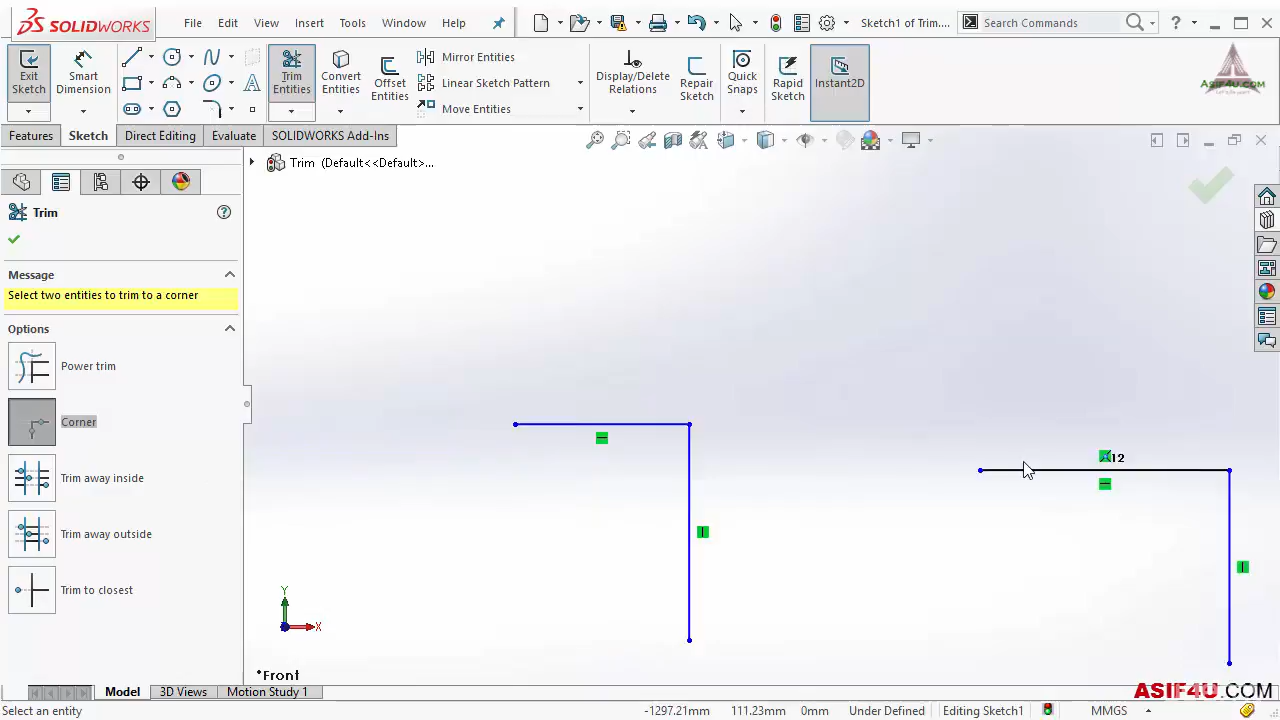 SOLIDWORKS
File Edit View Insert Tools Window Help
Sketch1 of Trim....
Search Commands
Exit Sketch
Smart Dimension
Trim Entities
Convert Entities
Offset Entities
Mirror Entities
Linear Sketch Pattern
Move Entities
Display/Delete Relations
Repair Sketch
Quick Snaps
Rapid Sketch
Instant2D
ASIF4U.COM
Features Sketch Direct Editing Evaluate SOLIDWORKS Add-Ins
Trim (Default<<Default>...
Trim
Message
Select two entities to trim to a corner
Options
Power trim
Corner
Trim away inside
Trim away outside
Trim to closest
12
Y
X
*Front
Model 3D Views Motion Study 1
ASIF4U.COM
Select an entity
-1297.21mm 111.23mm 0mm Under Defined Editing Sketch1 MMGS